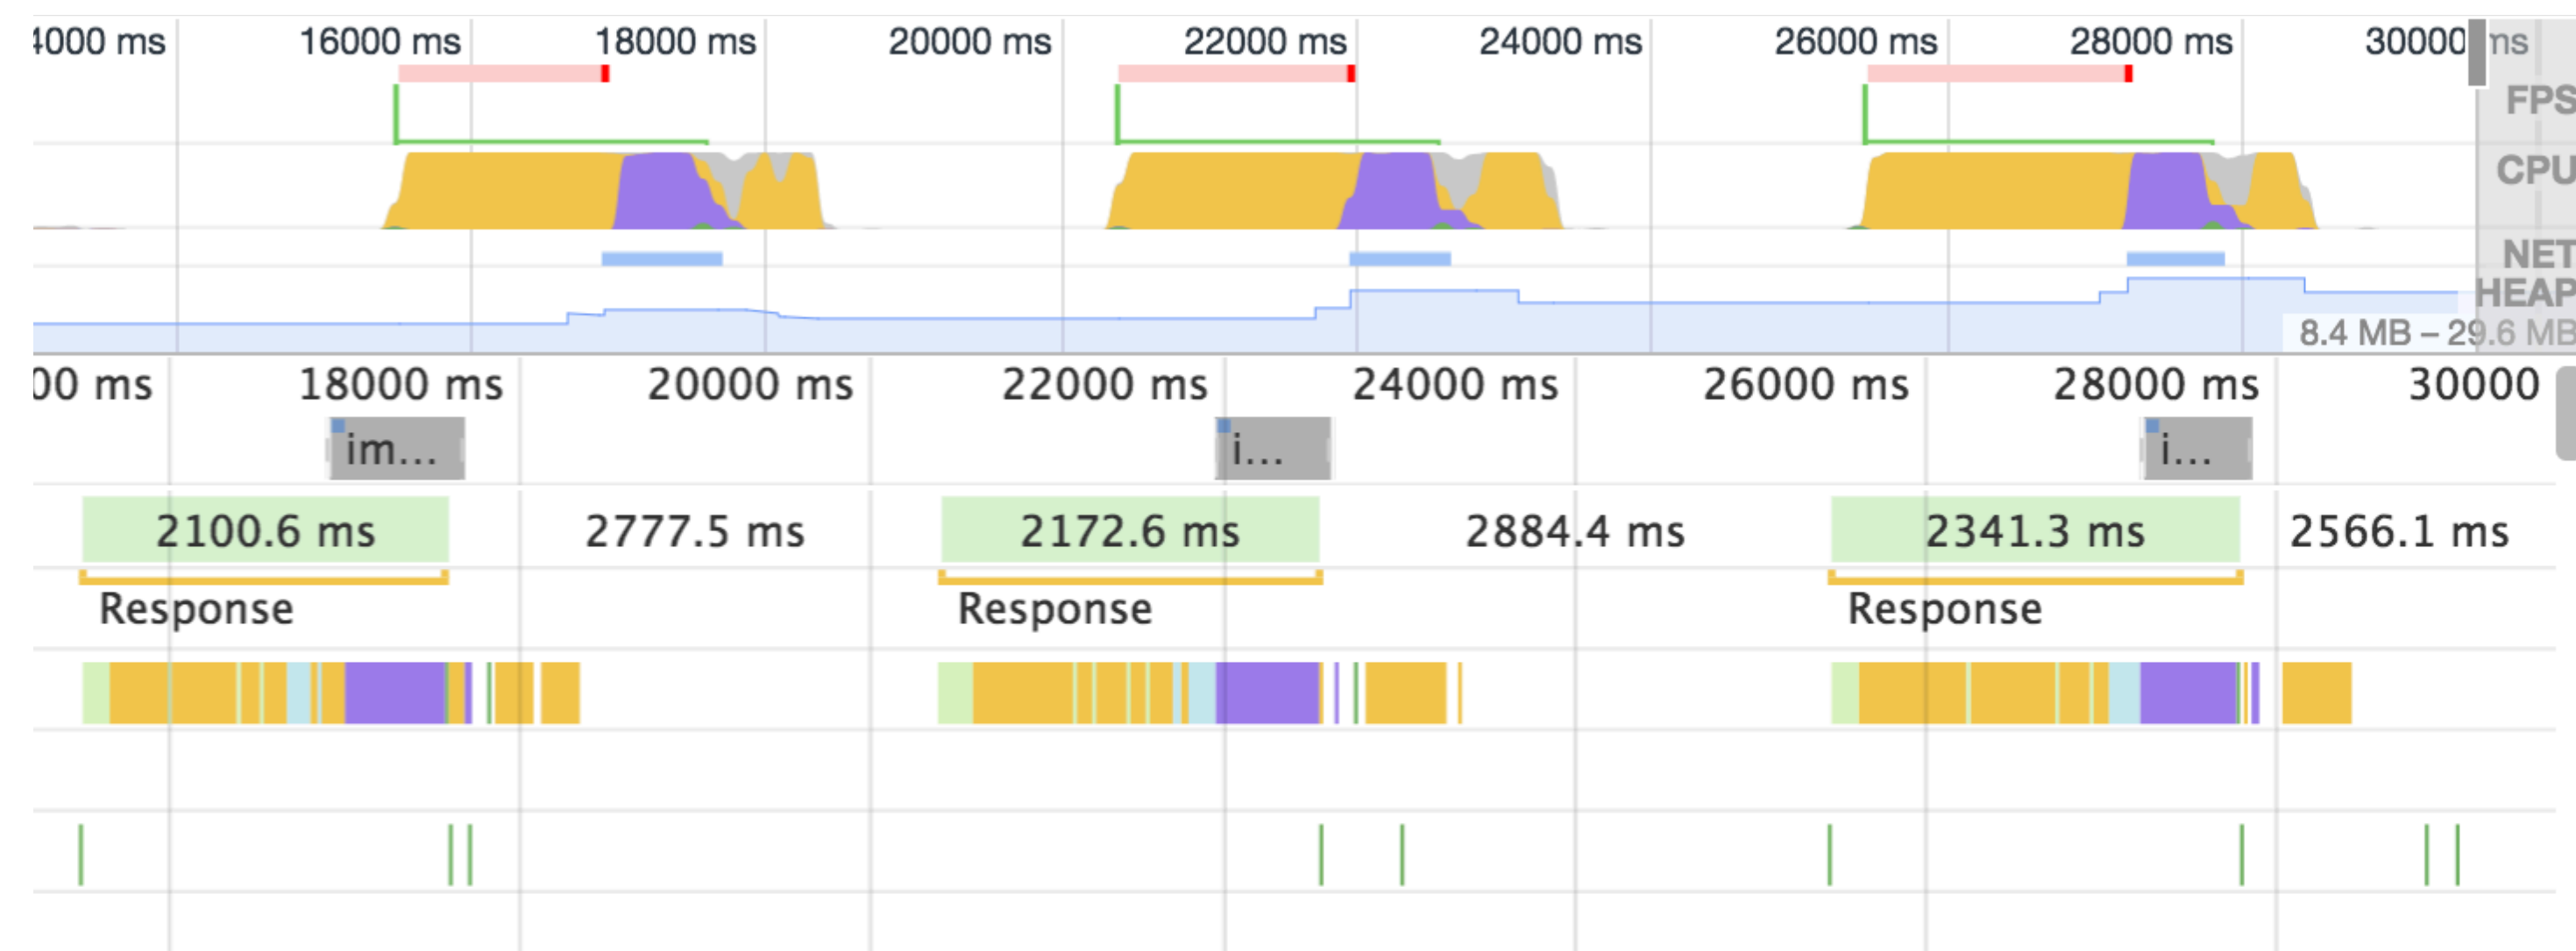 4000 ms 16000 ms 18000 ms 20000 ms 22000 ms 24000 ms 26000 ms 28000 ms 30000 ms
FPS
CPU
NET
HEAP
8.4 MB – 29.6 MB
00 ms 18000 ms 20000 ms 22000 ms 24000 ms 26000 ms 28000 ms 30000
im... i... i...
2100.6 ms 2777.5 ms 2172.6 ms 2884.4 ms 2341.3 ms 2566.1 ms
Response Response Response